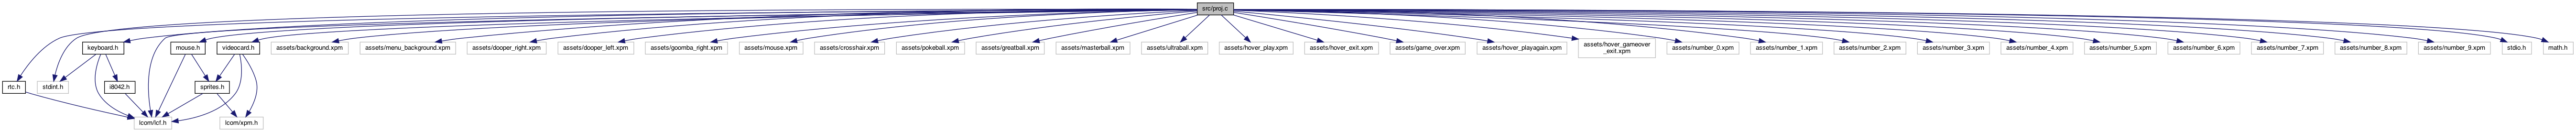 src/proj.c
keyboard.h
mouse.h
videocard.h
assets/background.xpm
assets/menu_background.xpm
assets/dooper_right.xpm
assets/dooper_left.xpm
assets/goomba_right.xpm
assets/mouse.xpm
assets/crosshair.xpm
assets/pokeball.xpm
assets/greatball.xpm
assets/masterball.xpm
assets/ultraball.xpm
assets/hover_play.xpm
assets/hover_exit.xpm
assets/game_over.xpm
assets/hover_playagain.xpm
assets/hover_gameover
_exit.xpm
assets/number_0.xpm
assets/number_1.xpm
assets/number_2.xpm
assets/number_3.xpm
assets/number_4.xpm
assets/number_5.xpm
assets/number_6.xpm
assets/number_7.xpm
assets/number_8.xpm
assets/number_9.xpm
stdio.h
math.h
rtc.h
stdint.h
i8042.h
sprites.h
lcom/lcf.h
lcom/xpm.h